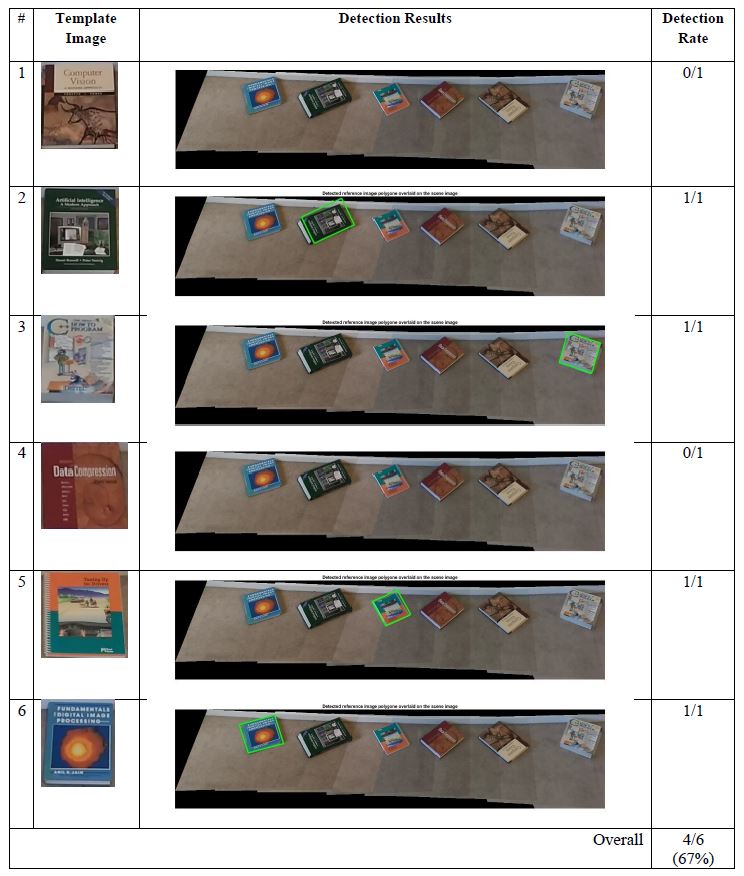 # Template Image Detection Results Detection Rate
1 Computer Vision A MODERN APPROACH FORSYTH PONCE 0/1
Detected reference image polygone overlaid on the scene image
2 Artificial Intelligence A Modern Approach Stuart Russell Peter Norvig 1/1
Detected reference image polygone overlaid on the scene image
3 C HOW TO PROGRAM DEITEL 1/1
4 Data Compression 0/1
Detected reference image polygone overlaid on the scene image
5 Tuning Up 1/1
Detected reference image polygone overlaid on the scene image
6 FUNDAMENTALS OF DIGITAL IMAGE PROCESSING ANIL K. JAIN 1/1
Overall 4/6
(67%)